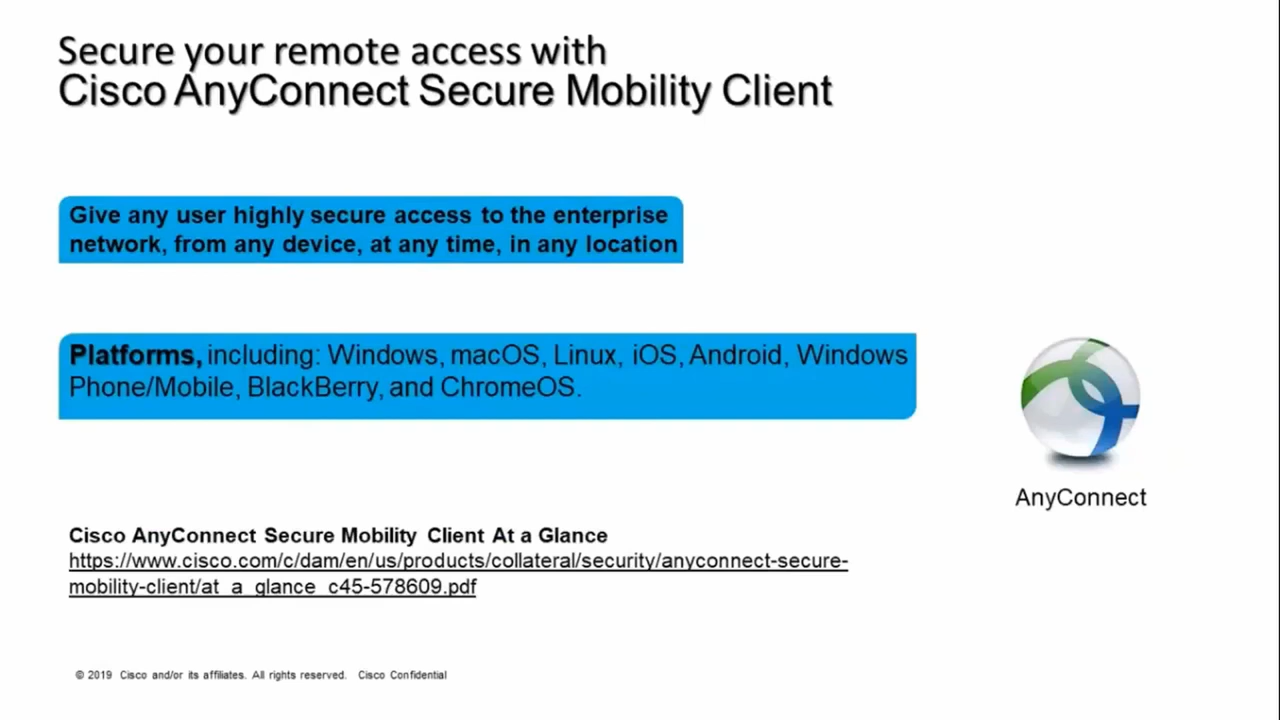 Secure your remote access with
Cisco AnyConnect Secure Mobility Client
Give any user highly secure access to the enterprise
network, from any device, at any time, in any location
Platforms, including: Windows, macOS, Linux, iOS, Android, Windows
Phone/Mobile, BlackBerry, and ChromeOS.
AnyConnect
Cisco AnyConnect Secure Mobility Client At a Glance
https://www.cisco.com/c/dam/en/us/products/collateral/security/anyconnect-secure-
mobility-client/at_a_glance_c45-578609.pdf
© 2019 Cisco and/or its affiliates. All rights reserved. Cisco Confidential